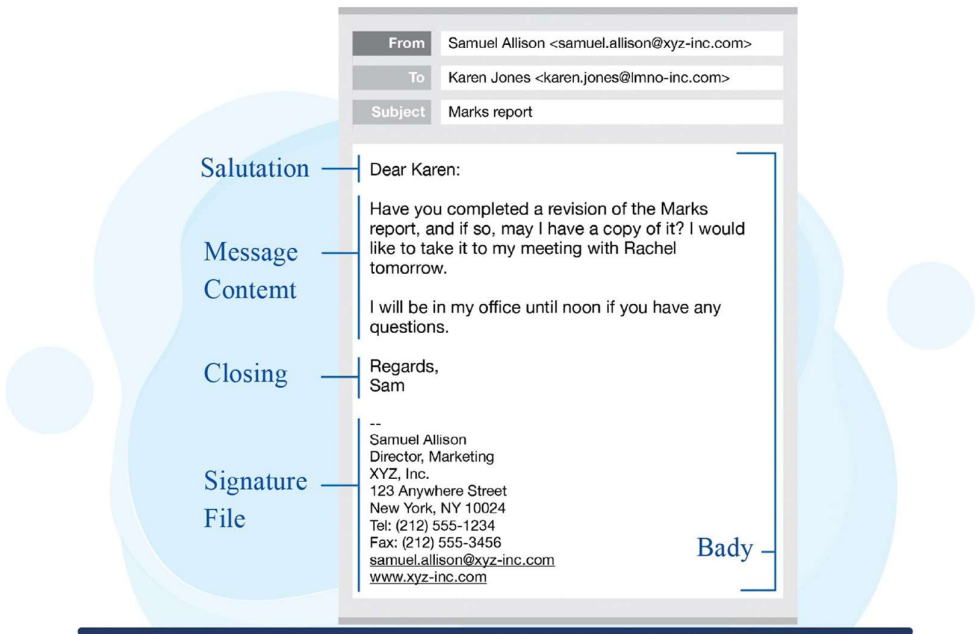 From Samuel Allison <samuel.allison@xyz-inc.com>
To Karen Jones <karen.jones@lmno-inc.com>
Subject Marks report
Salutation
Dear Karen:
Message
Contemt
Have you completed a revision of the Marks
report, and if so, may I have a copy of it? I would
like to take it to my meeting with Rachel
tomorrow.
I will be in my office until noon if you have any
questions.
Closing
Regards,
Sam
Signature
File
--
Samuel Allison
Director, Marketing
XYZ, Inc.
123 Anywhere Street
New York, NY 10024
Tel: (212) 555-1234
Fax: (212) 555-3456
samuel.allison@xyz-inc.com
www.xyz-inc.com
Bady